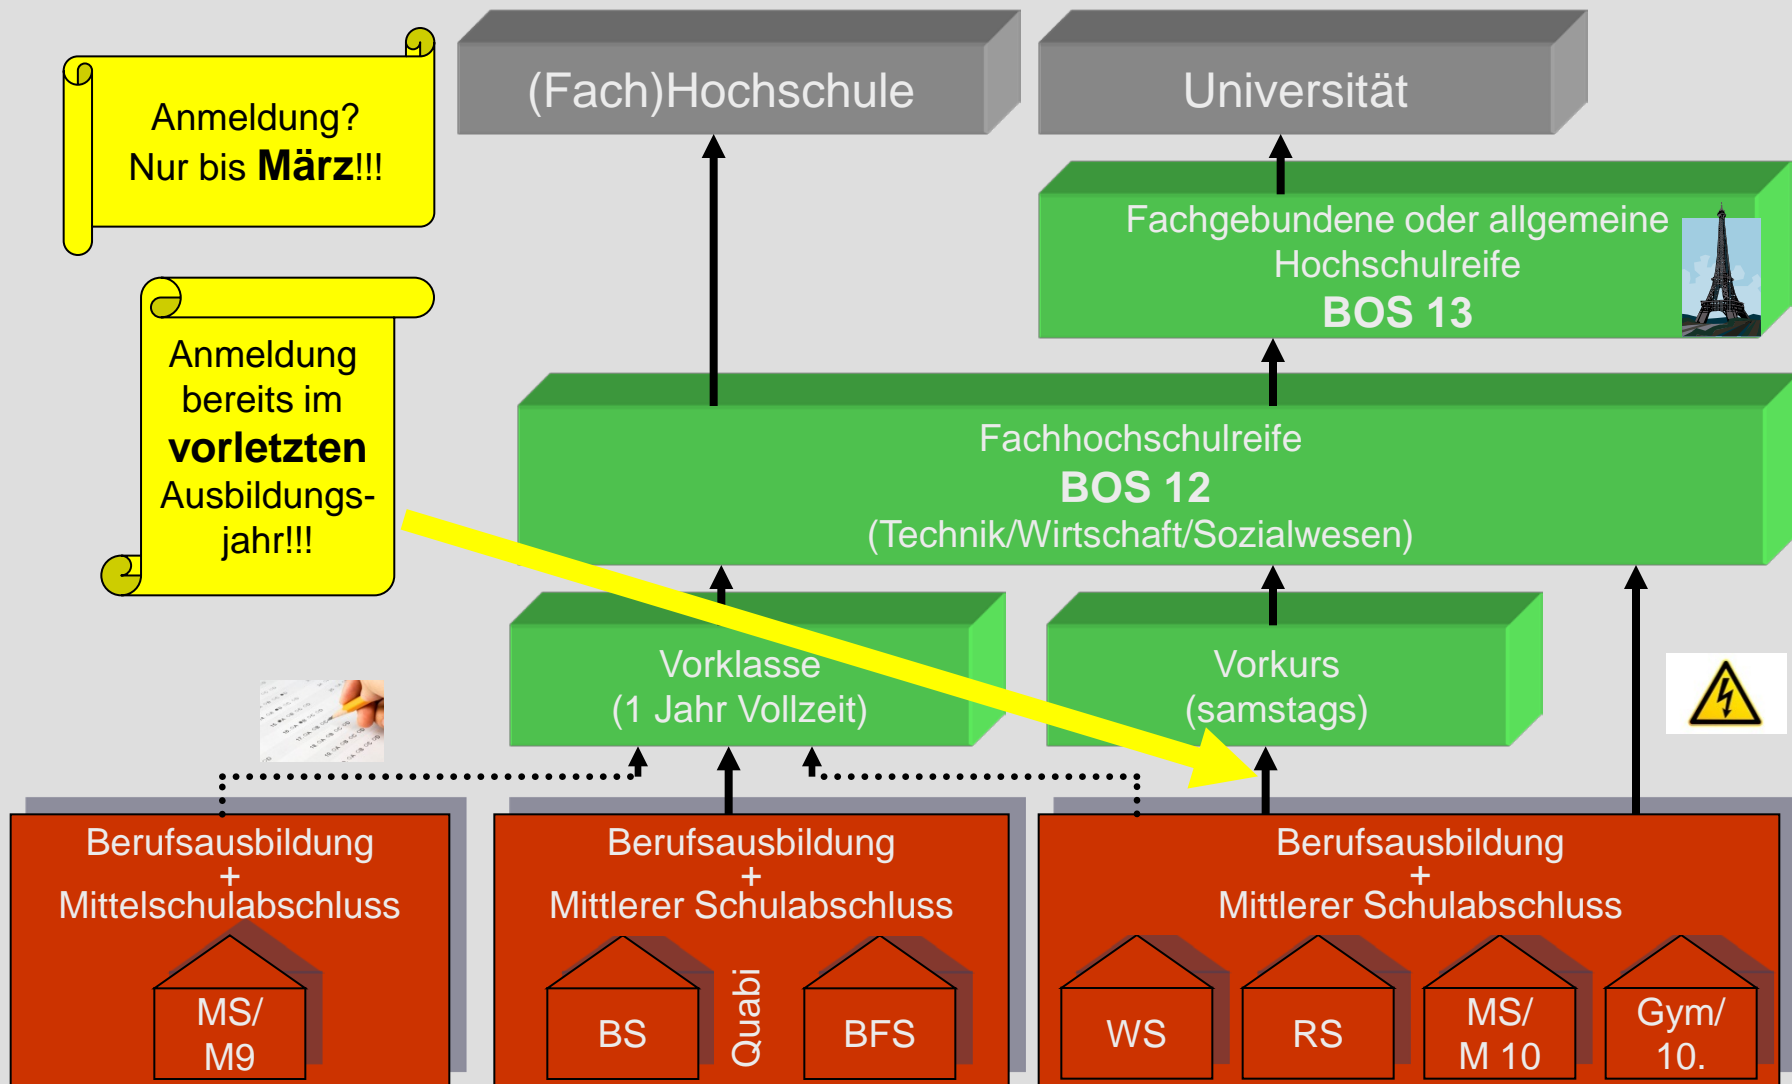 (Fach)Hochschule
Universität
Anmeldung?
Nur bis März!!!
Fachgebundene oder allgemeine
Hochschulreife
BOS 13
Anmeldung
bereits im
vorletzten
Ausbildungs-
jahr!!!
Fachhochschulreife
BOS 12
(Technik/Wirtschaft/Sozialwesen)
Vorklasse
(1 Jahr Vollzeit)
Vorkurs
(samstags)
Berufsausbildung
+
Mittelschulabschluss
MS/
M9
Berufsausbildung
+
Mittlerer Schulabschluss
BS
Quabi
BFS
Berufsausbildung
+
Mittlerer Schulabschluss
WS
RS
MS/
M 10
Gym/
10.